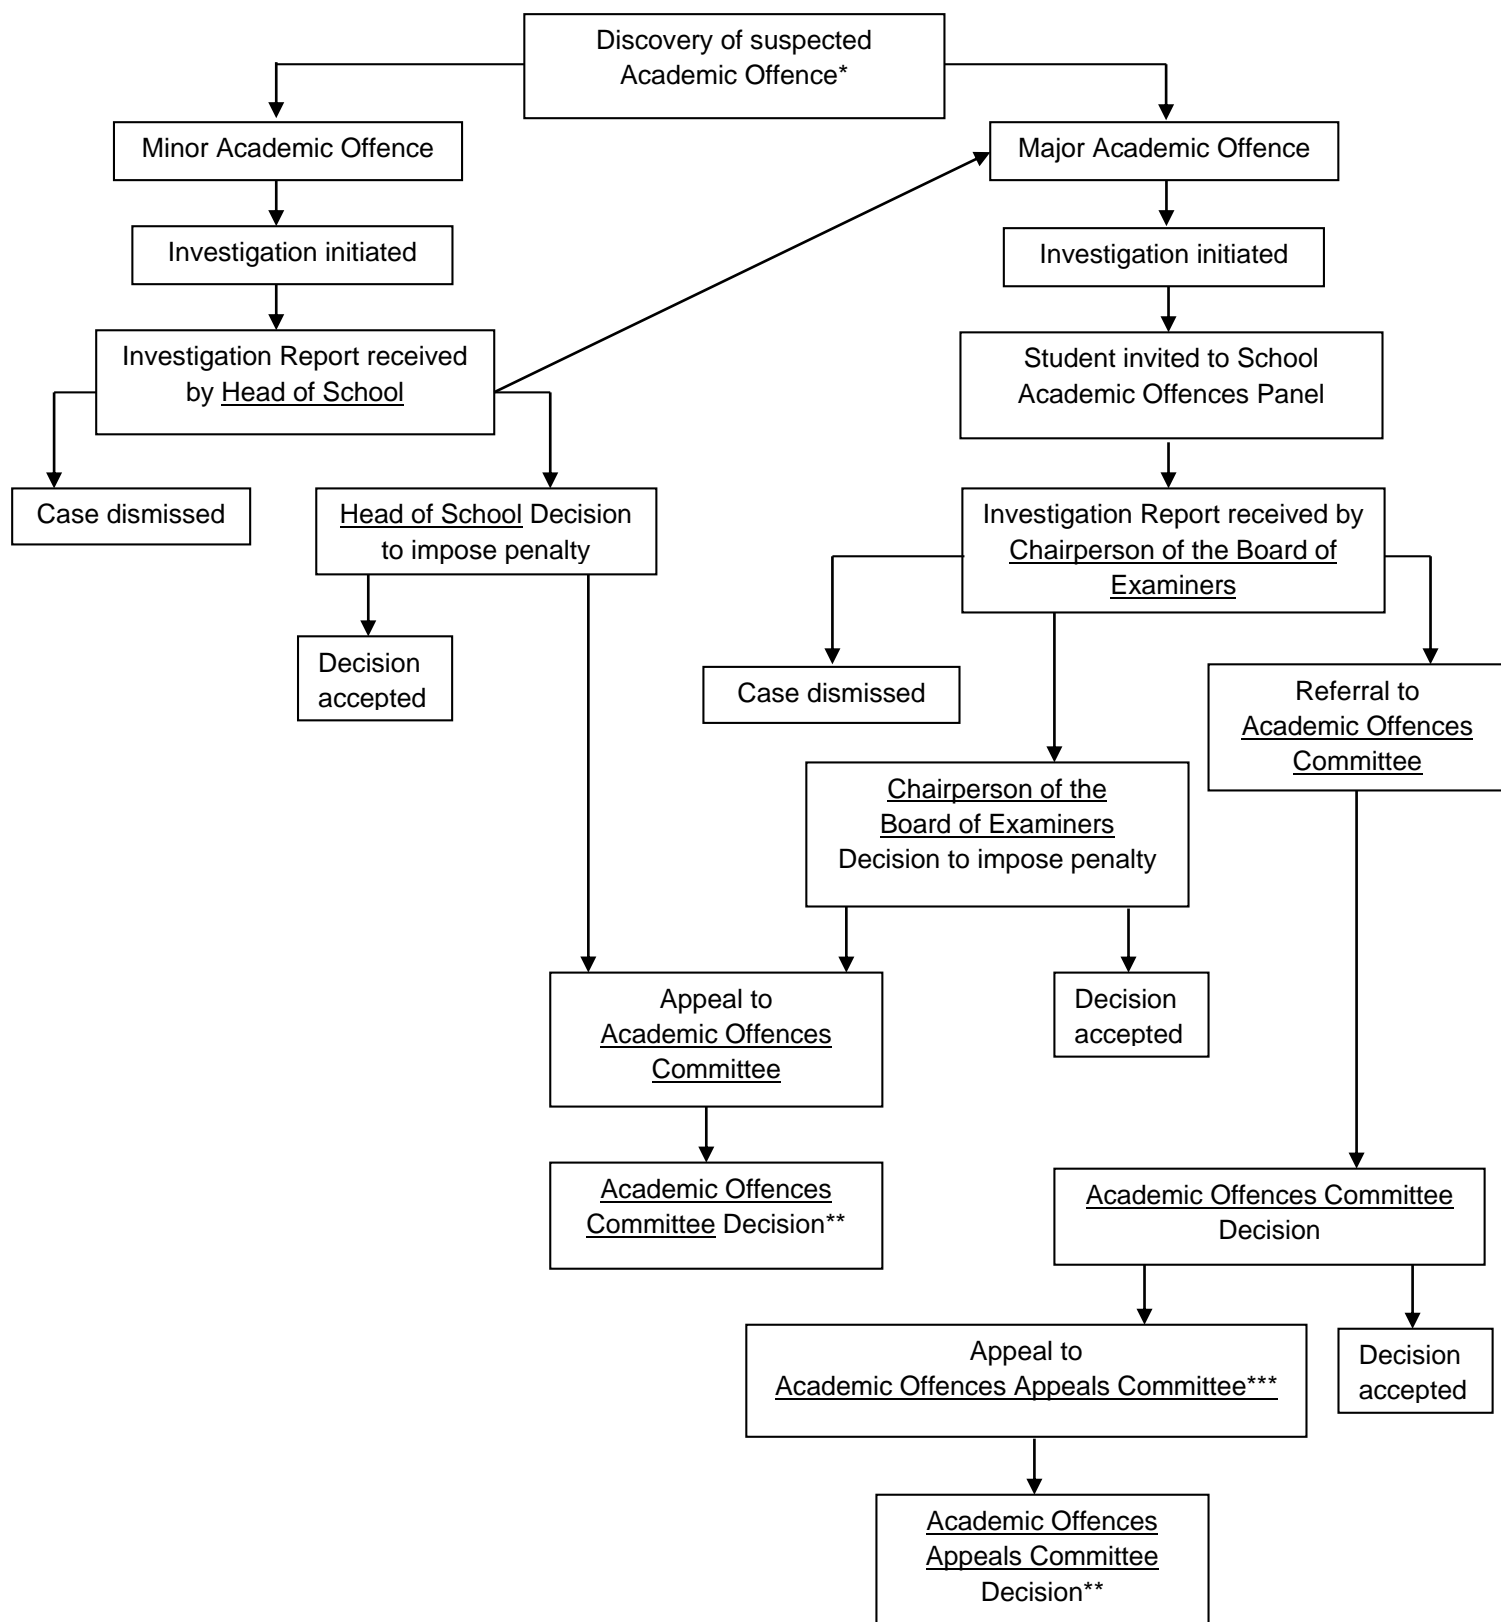 Discovery of suspected
Academic Offence*
Minor Academic Offence
Major Academic Offence
Investigation initiated
Investigation initiated
Investigation Report received
by Head of School
Student invited to School
Academic Offences Panel
Case dismissed
Head of School Decision
to impose penalty
Investigation Report received by
Chairperson of the Board of
Examiners
Decision
accepted
Case dismissed
Referral to
Academic Offences
Committee
Chairperson of the
Board of Examiners
Decision to impose penalty
Appeal to
Academic Offences
Committee
Decision
accepted
Academic Offences
Committee Decision**
Academic Offences Committee
Decision
Appeal to
Academic Offences Appeals Committee***
Decision
accepted
Academic Offences
Appeals Committee
Decision**